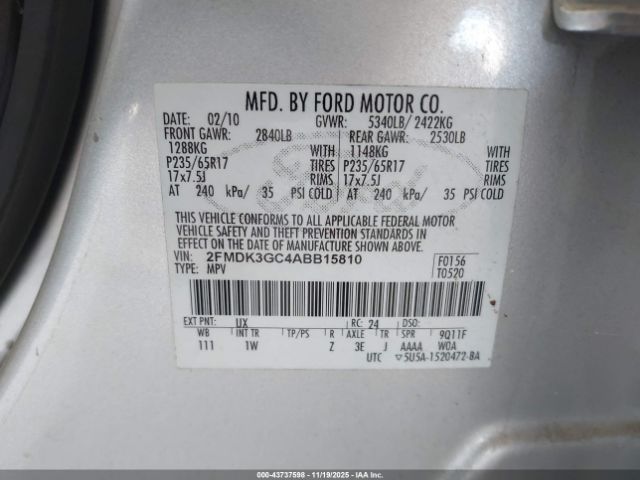 MFD. BY FORD MOTOR CO.
DATE: 02/10 GVWR: 5340LB/ 2422KG
FRONT GAWR: 2840LB REAR GAWR: 2530LB
1288KG WITH 1148KG WITH
P235/65R17 TIRES P235/65R17 TIRES
17x7.5J RIMS 17x7.5J RIMS
AT 240 kPa/ 35 PSI COLD AT 240 kPa/ 35 PSI COLD
THIS VEHICLE CONFORMS TO ALL APPLICABLE FEDERAL MOTOR
VEHICLE SAFETY AND THEFT PREVENTION STANDARDS IN
EFFECT ON THE DATE OF MANUFACTURE SHOWN ABOVE.
VIN: 2FMDK3GC4ABB15810 F0156
TYPE: MPV T0520
EXT PNT: UX RC: 24 DSO:
WB INT TR TP/PS R AXLE TR SPR 9Q11F
111 1W Z 3E J AAAA WOA
UTC ▽5U5A-1520472-BA
000-43737598 - 11/19/2025 - IAAI.com